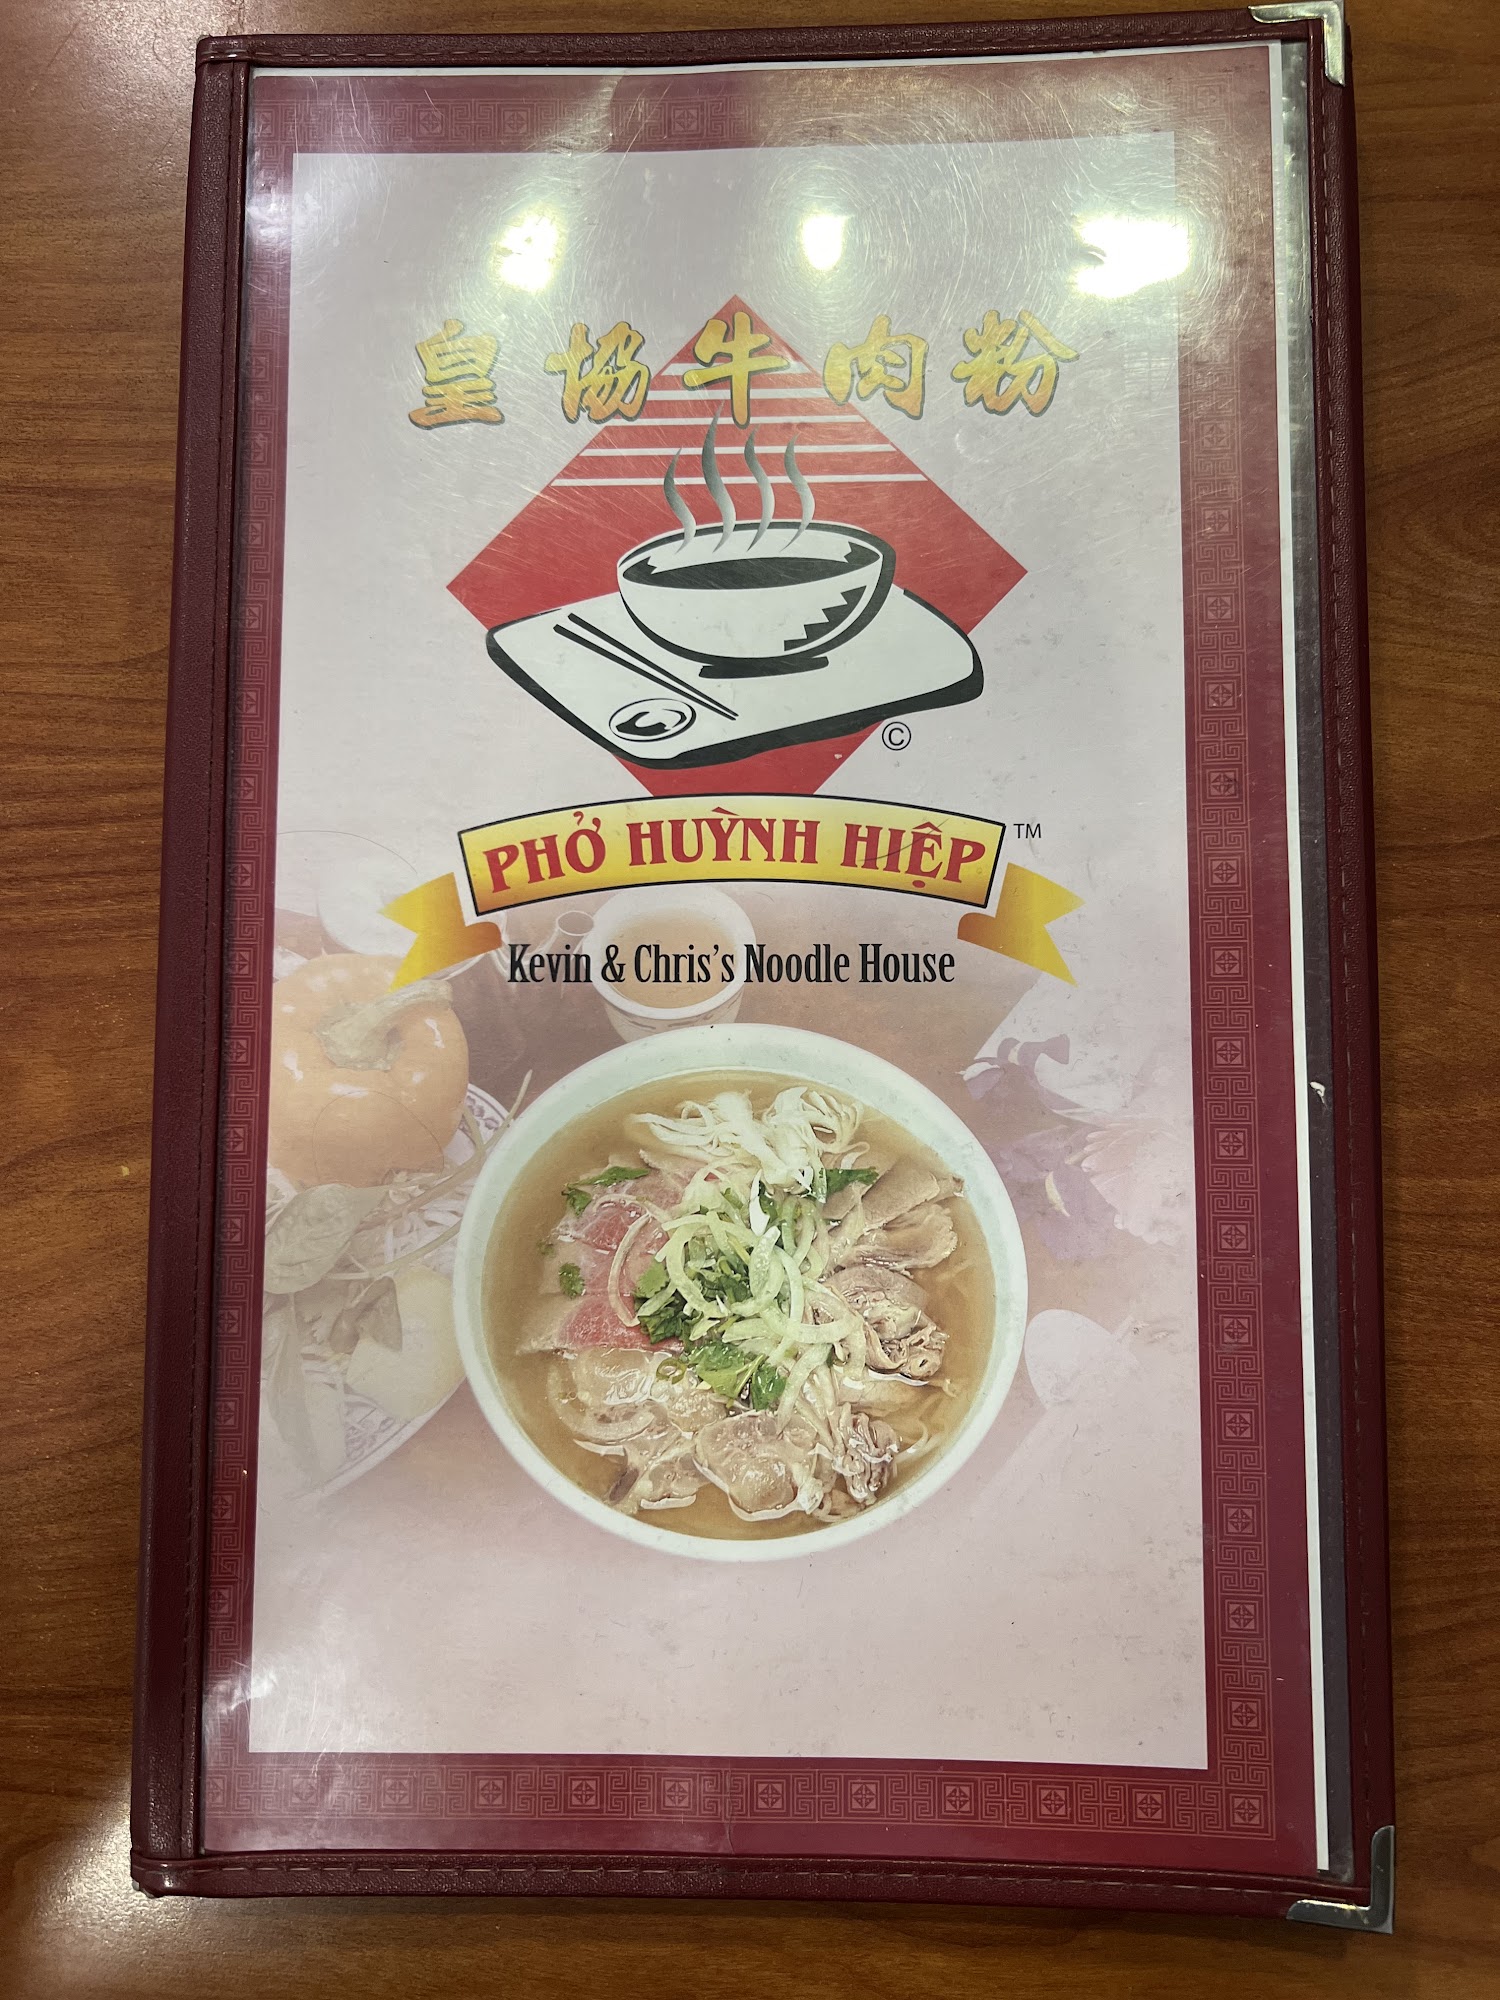 皇協牛肉粉
©
PHỞ HUỲNH HIỆP ™
Kevin & Chris's Noodle House